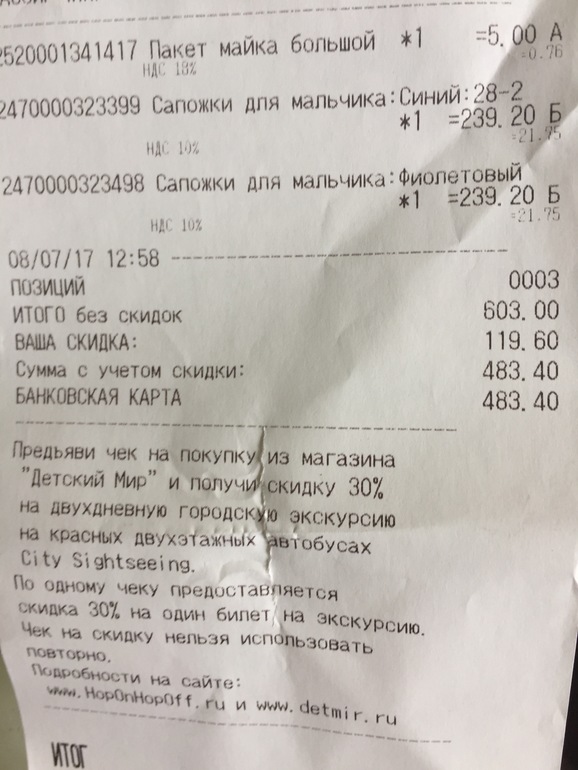 2520001341417 Пакет майка большой *1 =5.00 А
НДС 18% =0.76
2470000323399 Сапожки для мальчика:Синий:28-2
*1 =239.20 Б
НДС 10% =21.75
2470000323498 Сапожки для мальчика:Фиолетовый
*1 =239.20 Б
НДС 10% =21.75
08/07/17 12:58
ПОЗИЦИЙ 0003
ИТОГО без скидок 603.00
ВАША СКИДКА: 119.60
Сумма с учетом скидки: 483.40
БАНКОВСКАЯ КАРТА 483.40
Предьяви чек на покупку из магазина
"Детский Мир" и получи скидку 30%
на двухдневную городскую экскурсию
на красных двухэтажных автобусах
City Sightseeing.
По одному чеку предоставляется
скидка 30% на один билет на экскурсию.
Чек на скидку нельзя использовать
повторно.
Подробности на сайте:
www.HopOnHopOff.ru и www.detmir.ru
ИТОГ